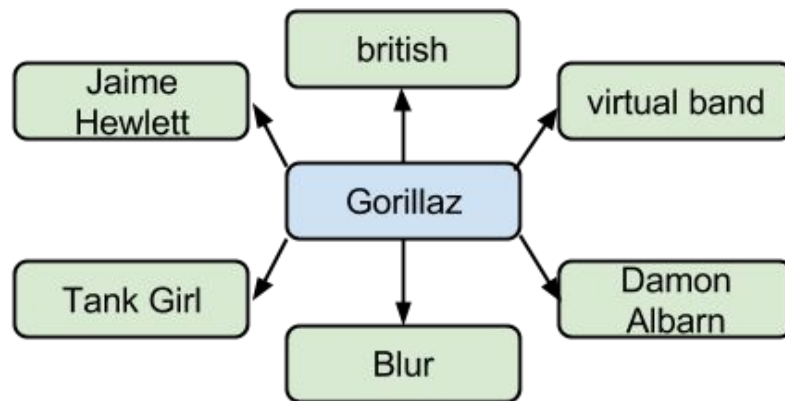 british
Jaime
Hewlett
virtual band
Gorillaz
Tank Girl
Damon
Albarn
Blur